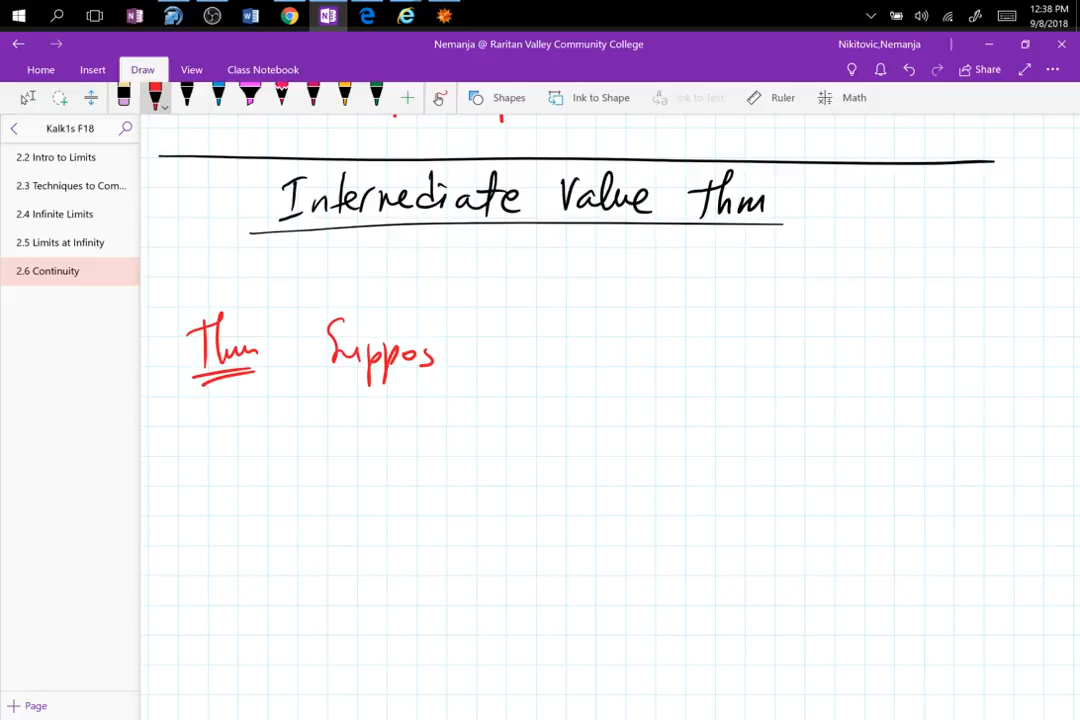 12:38 PM
9/8/2018
Nemanja @ Raritan Valley Community College
Nikitovic,Nemanja
Home Insert Draw View Class Notebook
Share
Shapes Ink to Shape Ink to Text Ruler Math
Kalk1s F18
2.2 Intro to Limits
2.3 Techniques to Com...
2.4 Infinite Limits
2.5 Limits at Infinity
2.6 Continuity
Intermediate Value Thm
Thm Suppos
Page